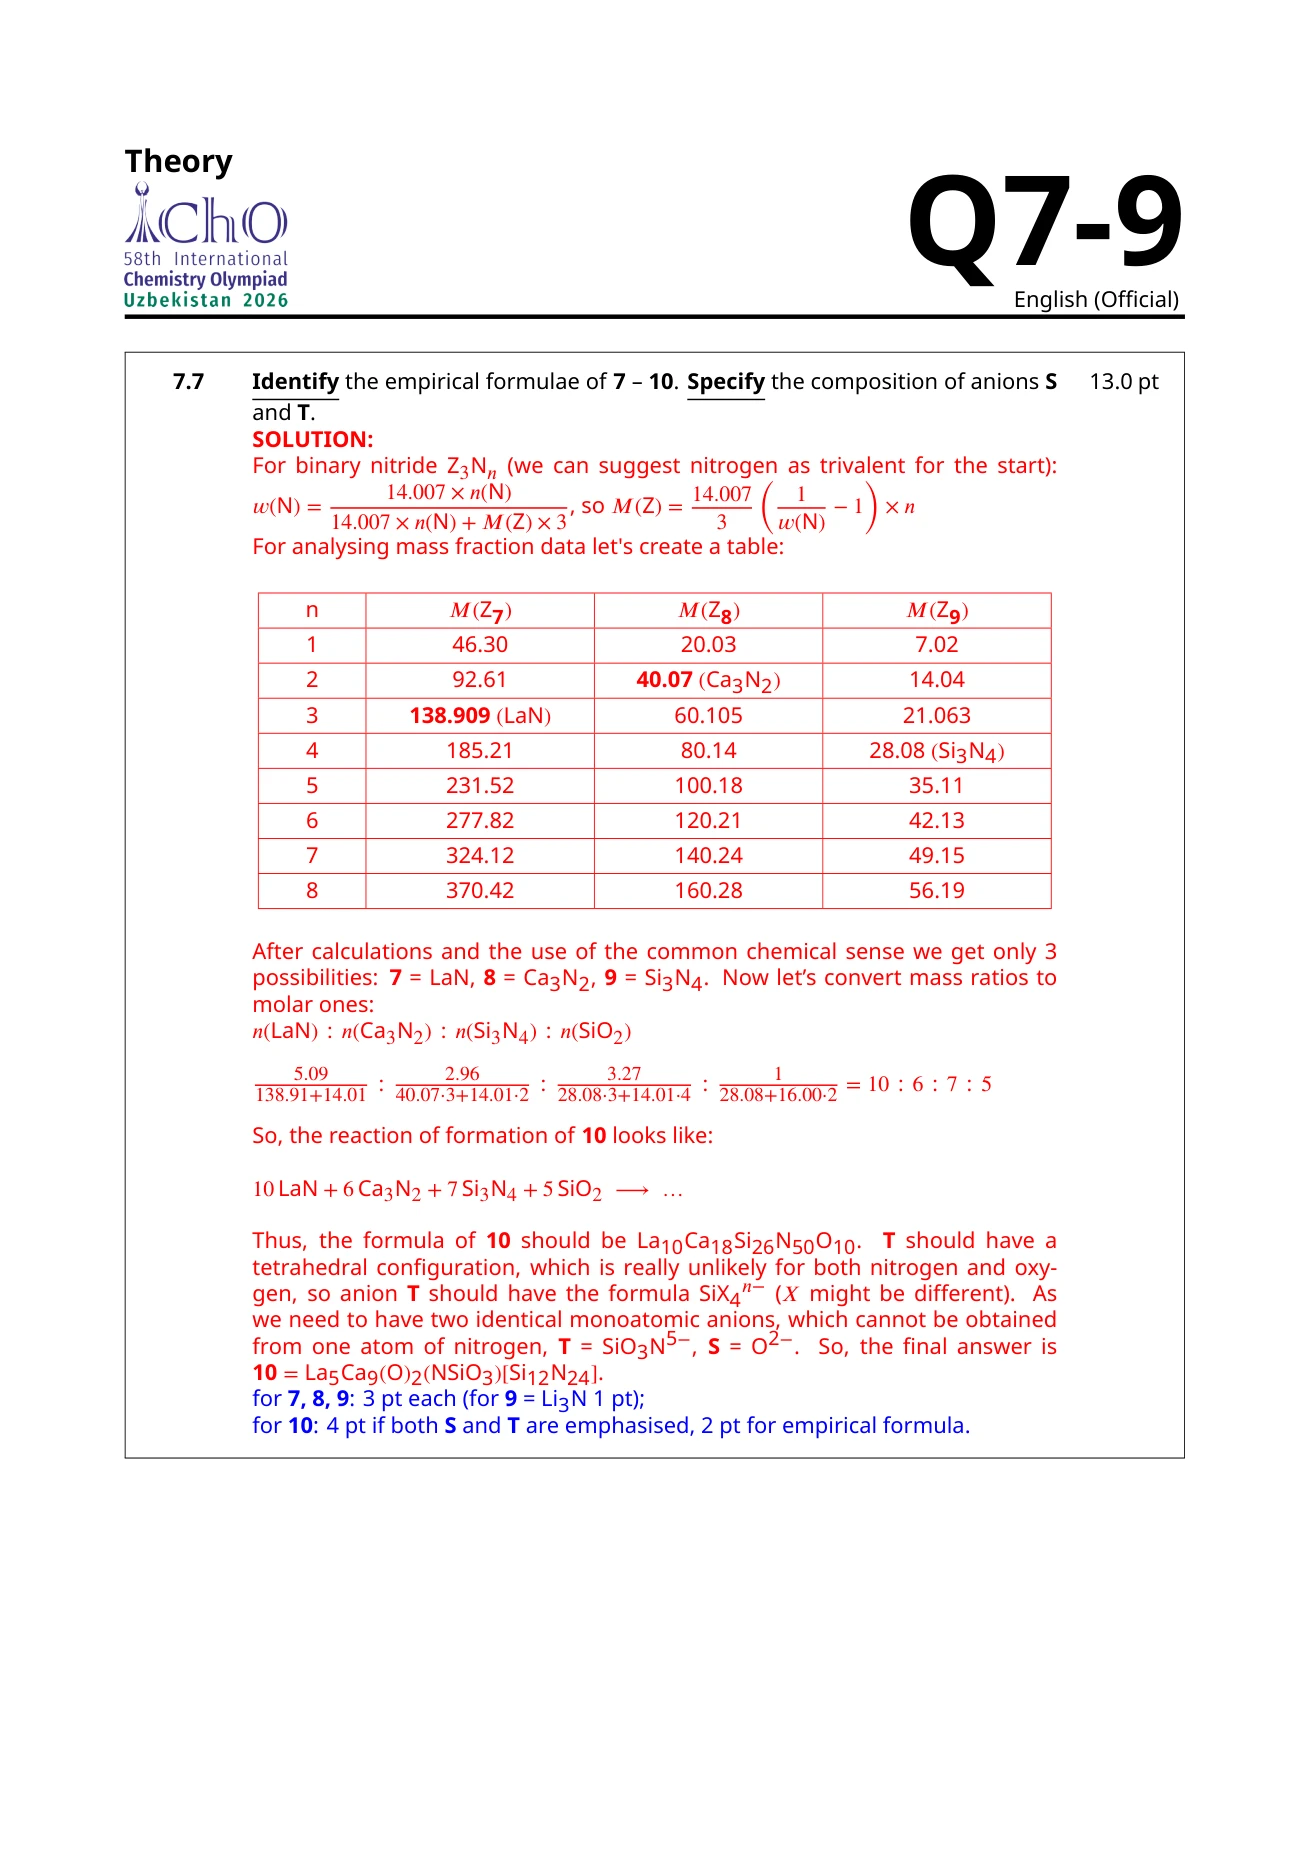 Theory
IChO
58th International
Chemistry Olympiad
Uzbekistan 2026
Q7-9
English (Official)
7.7 Identify the empirical formulae of 7 – 10. Specify the composition of anions S 13.0 pt
and T.
SOLUTION:
For binary nitride Z₃Nₙ (we can suggest nitrogen as trivalent for the start):
w(N) = (14.007 × n(N)) / (14.007 × n(N) + M(Z) × 3), so M(Z) = 14.007/3 (1/w(N) − 1) × n
For analysing mass fraction data let's create a table:
n M(Z₇) M(Z₈) M(Z₉)
1 46.30 20.03 7.02
2 92.61 40.07 (Ca₃N₂) 14.04
3 138.909 (LaN) 60.105 21.063
4 185.21 80.14 28.08 (Si₃N₄)
5 231.52 100.18 35.11
6 277.82 120.21 42.13
7 324.12 140.24 49.15
8 370.42 160.28 56.19
After calculations and the use of the common chemical sense we get only 3
possibilities: 7 = LaN, 8 = Ca₃N₂, 9 = Si₃N₄. Now let’s convert mass ratios to
molar ones:
n(LaN) : n(Ca₃N₂) : n(Si₃N₄) : n(SiO₂)
5.09/(138.91+14.01) : 2.96/(40.07·3+14.01·2) : 3.27/(28.08·3+14.01·4) : 1/(28.08+16.00·2) = 10 : 6 : 7 : 5
So, the reaction of formation of 10 looks like:
10 LaN + 6 Ca₃N₂ + 7 Si₃N₄ + 5 SiO₂ ⟶ …
Thus, the formula of 10 should be La₁₀Ca₁₈Si₂₆N₅₀O₁₀. T should have a
tetrahedral configuration, which is really unlikely for both nitrogen and oxy-
gen, so anion T should have the formula SiX₄ⁿ⁻ (X might be different). As
we need to have two identical monoatomic anions, which cannot be obtained
from one atom of nitrogen, T = SiO₃N⁵⁻, S = O²⁻. So, the final answer is
10 = La₅Ca₉(O)₂(NSiO₃)[Si₁₂N₂₄].
for 7, 8, 9: 3 pt each (for 9 = Li₃N 1 pt);
for 10: 4 pt if both S and T are emphasised, 2 pt for empirical formula.